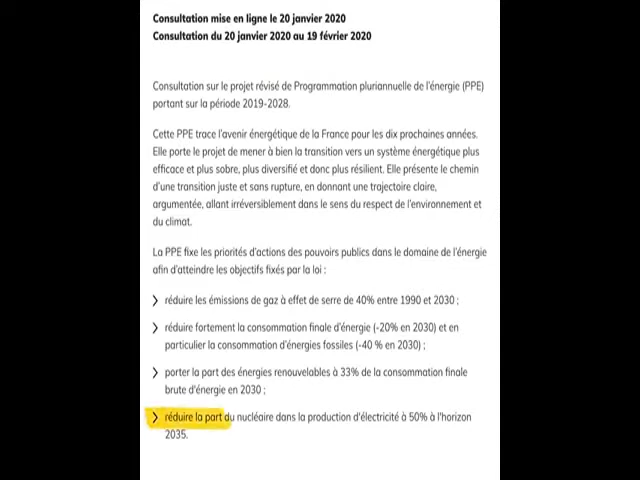 Consultation mise en ligne le 20 janvier 2020
Consultation du 20 janvier 2020 au 19 février 2020
Consultation sur le projet révisé de Programmation pluriannuelle de l'énergie (PPE)
portant sur la période 2019-2028.
Cette PPE trace l'avenir énergétique de la France pour les dix prochaines années.
Elle porte le projet de mener à bien la transition vers un système énergétique plus
efficace et plus sobre, plus diversifié et donc plus résilient. Elle présente le chemin
d'une transition juste et sans rupture, en donnant une trajectoire claire,
argumentée, allant irréversiblement dans le sens du respect de l'environnement et
du climat.
La PPE fixe les priorités d'actions des pouvoirs publics dans le domaine de l'énergie
afin d'atteindre les objectifs fixés par la loi :
> réduire les émissions de gaz à effet de serre de 40% entre 1990 et 2030 ;
> réduire fortement la consommation finale d'énergie (-20% en 2030) et en
particulier la consommation d'énergies fossiles (-40 % en 2030) ;
> porter la part des énergies renouvelables à 33% de la consommation finale
brute d'énergie en 2030 ;
> réduire la part du nucléaire dans la production d'électricité à 50% à l'horizon
2035.